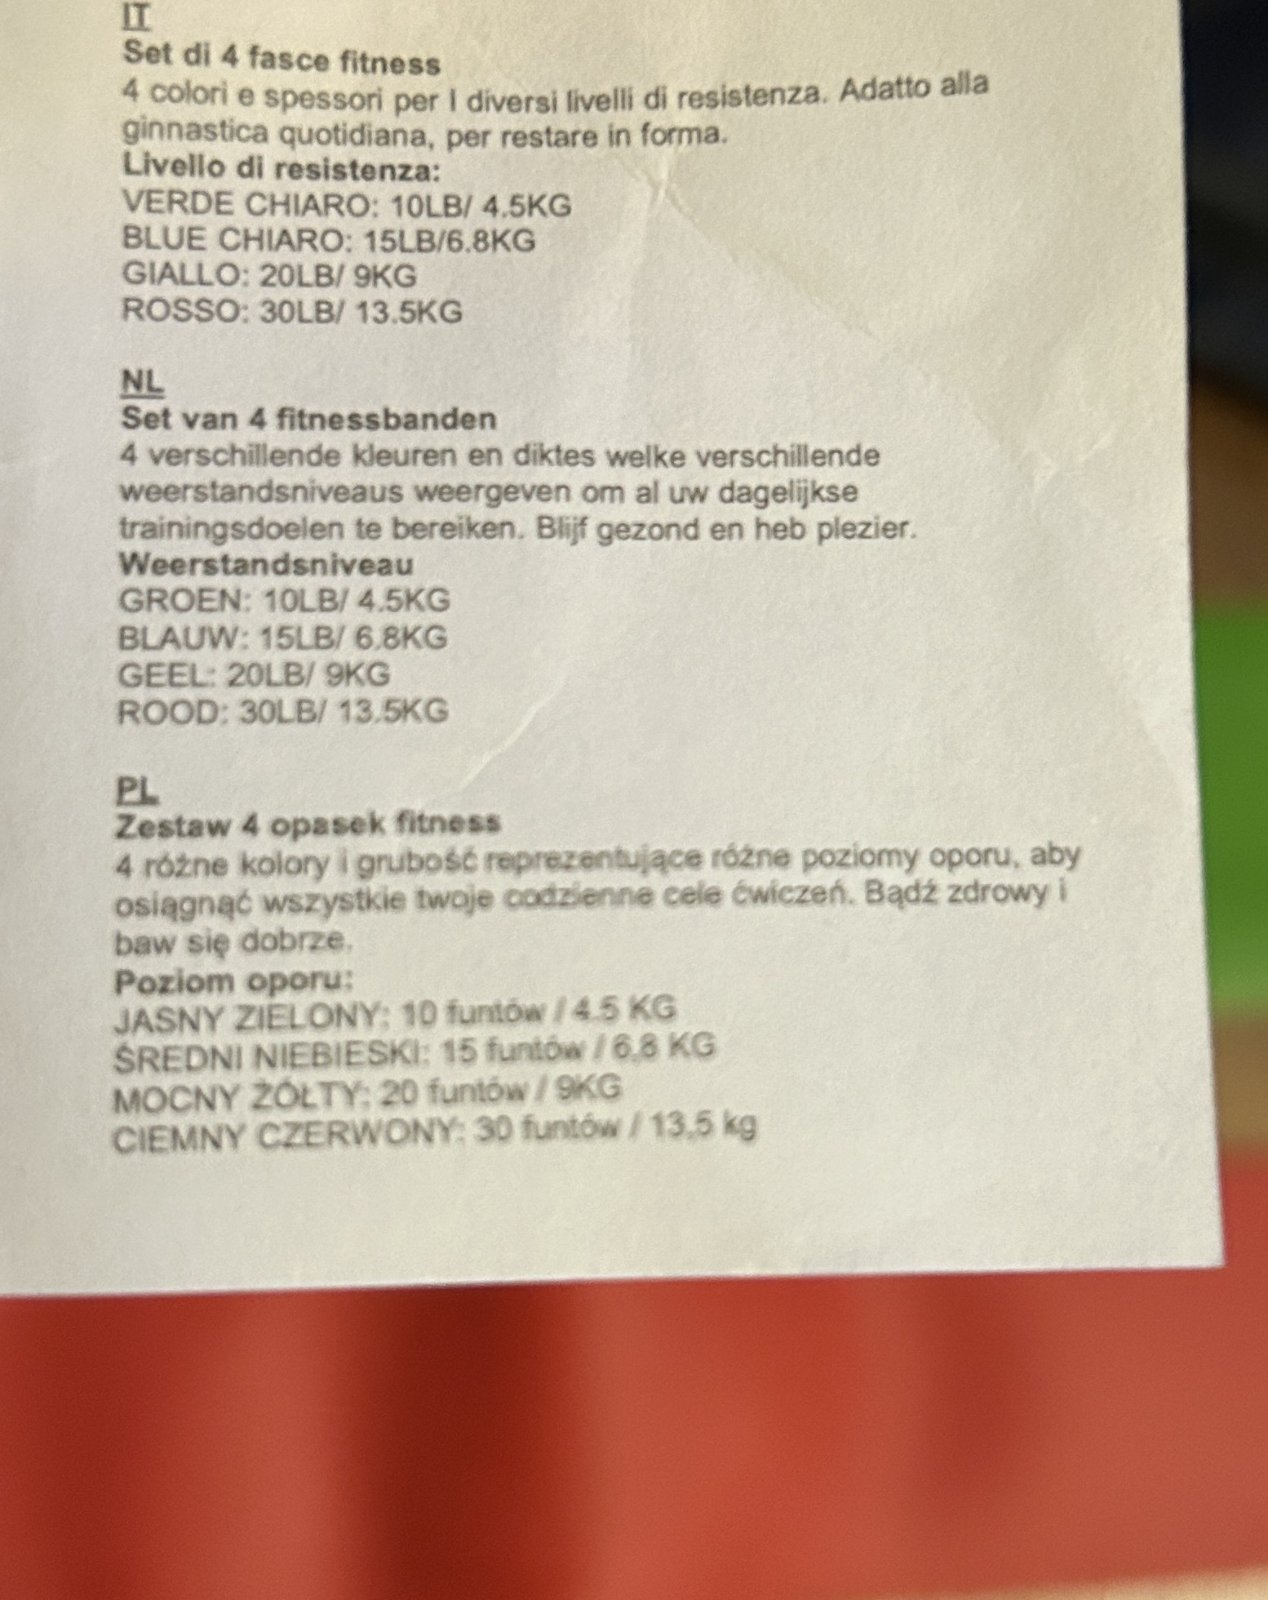 IT
Set di 4 fasce fitness
4 colori e spessori per I diversi livelli di resistenza. Adatto alla
ginnastica quotidiana, per restare in forma.
Livello di resistenza:
VERDE CHIARO: 10LB/ 4.5KG
BLUE CHIARO: 15LB/6.8KG
GIALLO: 20LB/ 9KG
ROSSO: 30LB/ 13.5KG
NL
Set van 4 fitnessbanden
4 verschillende kleuren en diktes welke verschillende
weerstandsniveaus weergeven om al uw dagelijkse
trainingsdoelen te bereiken. Blijf gezond en heb plezier.
Weerstandsniveau
GROEN: 10LB/ 4.5KG
BLAUW: 15LB/ 6.8KG
GEEL: 20LB/ 9KG
ROOD: 30LB/ 13.5KG
PL
Zestaw 4 opasek fitness
4 różne kolory i grubość reprezentujące różne poziomy oporu, aby
osiągnąć wszystkie twoje codzienne cele ćwiczeń. Bądź zdrowy i
baw się dobrze.
Poziom oporu:
JASNY ZIELONY: 10 funtów / 4.5 KG
ŚREDNI NIEBIESKI: 15 funtów / 6,8 KG
MOCNY ŻÓŁTY: 20 funtów / 9KG
CIEMNY CZERWONY: 30 funtów / 13,5 kg